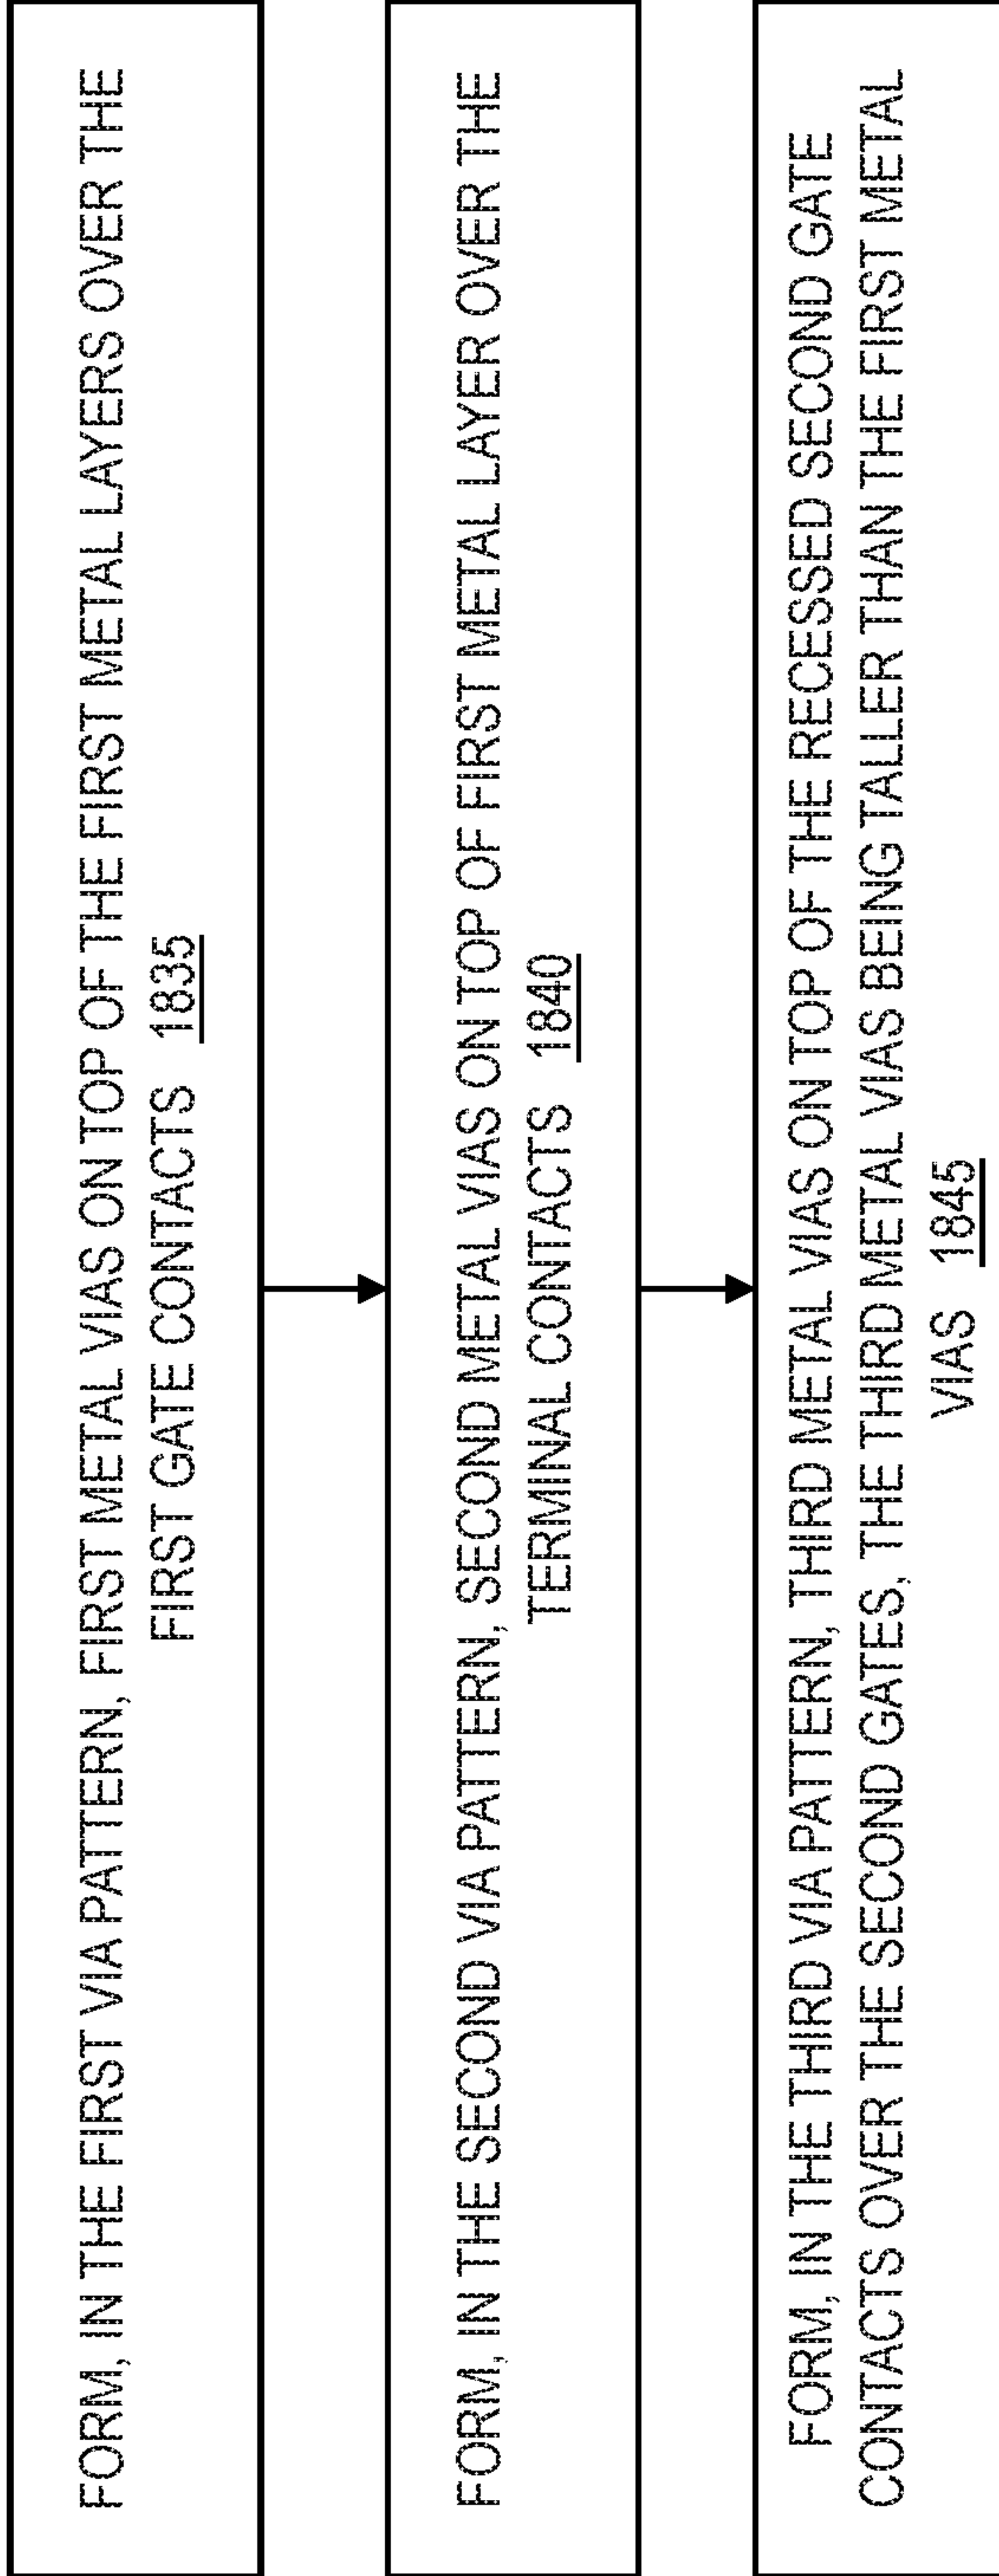 FORM, IN THE FIRST VIA PATTERN, FIRST METAL VIAS ON TOP OF THE FIRST METAL LAYERS OVER THE
FIRST GATE CONTACTS 1835
FORM, IN THE SECOND VIA PATTERN, SECOND METAL VIAS ON TOP OF FIRST METAL LAYER OVER THE
TERMINAL CONTACTS 1840
FORM, IN THE THIRD VIA PATTERN, THIRD METAL VIAS ON TOP OF THE RECESSED SECOND GATE
CONTACTS OVER THE SECOND GATES, THE THIRD METAL VIAS BEING TALLER THAN THE FIRST METAL
VIAS 1845